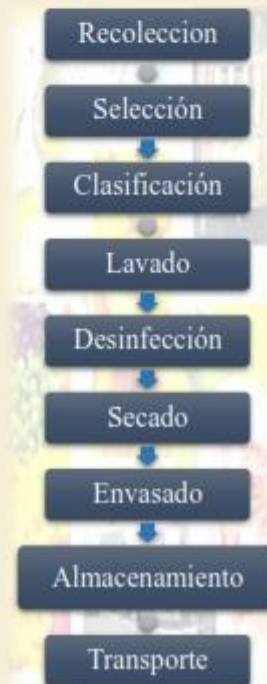 Recoleccion
Selección
Clasificación
Lavado
Desinfección
Secado
Envasado
Almacenamiento
Transporte